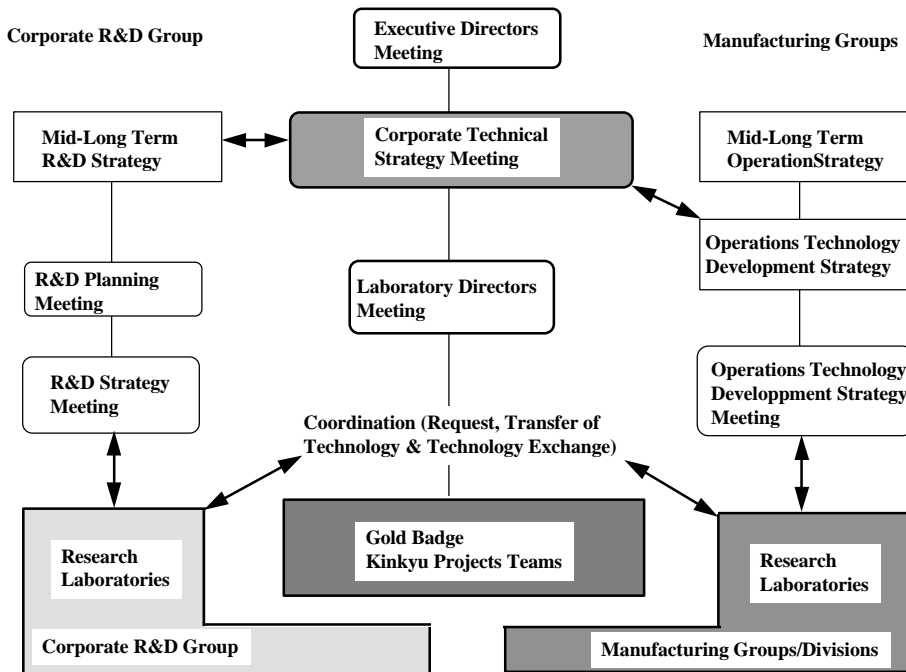 Corporate R&D Group
Executive Directors
Meeting
Manufacturing Groups
Mid-Long Term
R&D Strategy
Corporate Technical
Strategy Meeting
Mid-Long Term
OperationStrategy
Operations Technology
Development Strategy
R&D Planning
Meeting
Laboratory Directors
Meeting
R&D Strategy
Meeting
Operations Technology
Developpment Strategy
Meeting
Coordination (Request, Transfer of
Technology & Technology Exchange)
Research
Laboratories
Corporate R&D Group
Gold Badge
Kinkyu Projects Teams
Research
Laboratories
Manufacturing Groups/Divisions